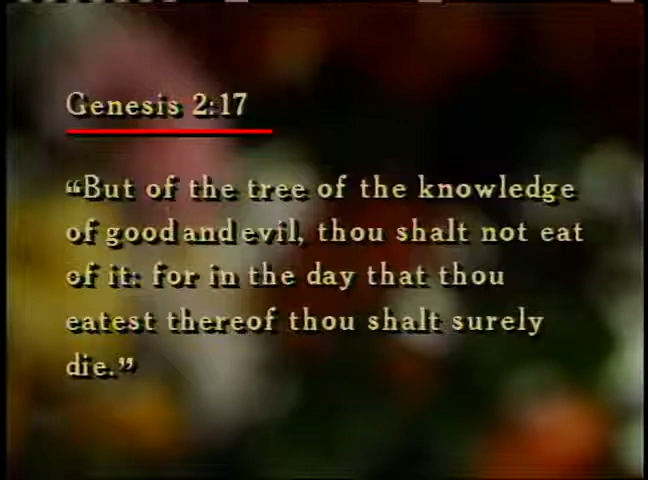 Genesis 2:17
“But of the tree of the knowledge
of good and evil, thou shalt not eat
of it: for in the day that thou
eatest thereof thou shalt surely
die.”